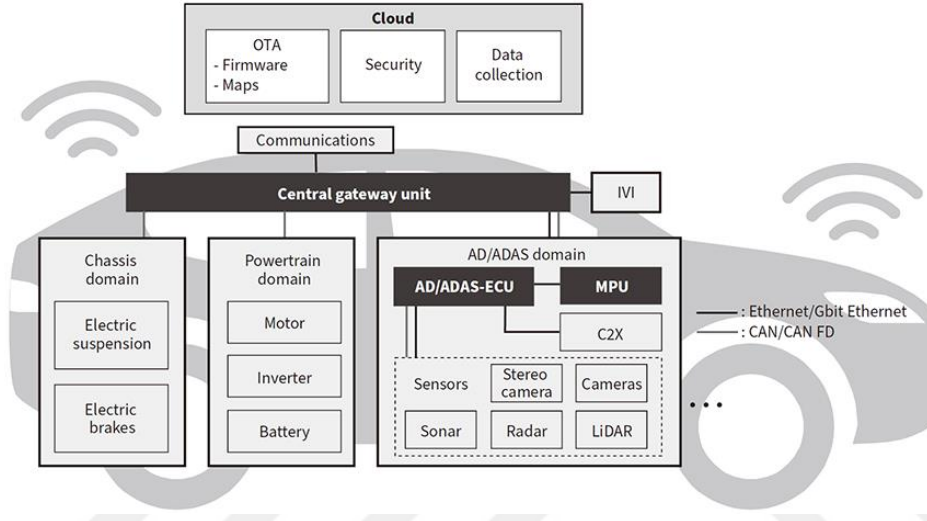 Cloud
OTA
- Firmware
- Maps
Security
Data
collection
Communications
Central gateway unit
IVI
Chassis
domain
Electric
suspension
Electric
brakes
Powertrain
domain
Motor
Inverter
Battery
AD/ADAS domain
AD/ADAS-ECU
MPU
C2X
Sensors
Stereo
camera
Cameras
Sonar
Radar
LiDAR
: Ethernet/Gbit Ethernet
: CAN/CAN FD
• • •